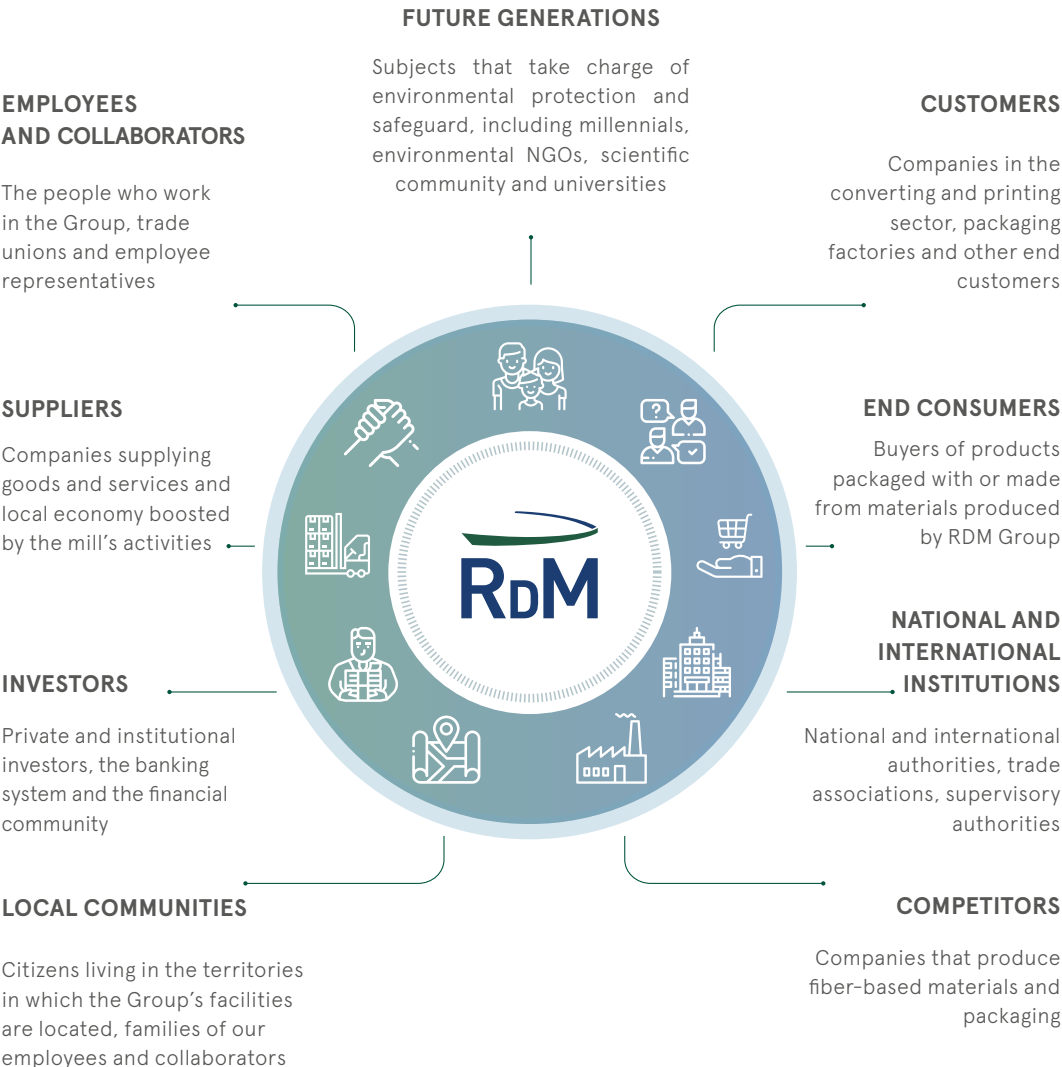 FUTURE GENERATIONS
Subjects that take charge of
environmental protection and
safeguard, including millennials,
environmental NGOs, scientific
community and universities
EMPLOYEES
AND COLLABORATORS
The people who work
in the Group, trade
unions and employee
representatives
CUSTOMERS
Companies in the
converting and printing
sector, packaging
factories and other end
customers
SUPPLIERS
Companies supplying
goods and services and
local economy boosted
by the mill's activities
END CONSUMERS
Buyers of products
packaged with or made
from materials produced
by RDM Group
RDM
INVESTORS
Private and institutional
investors, the banking
system and the financial
community
NATIONAL AND
INTERNATIONAL
INSTITUTIONS
National and international
authorities, trade
associations, supervisory
authorities
LOCAL COMMUNITIES
Citizens living in the territories
in which the Group's facilities
are located, families of our
employees and collaborators
COMPETITORS
Companies that produce
fiber-based materials and
packaging